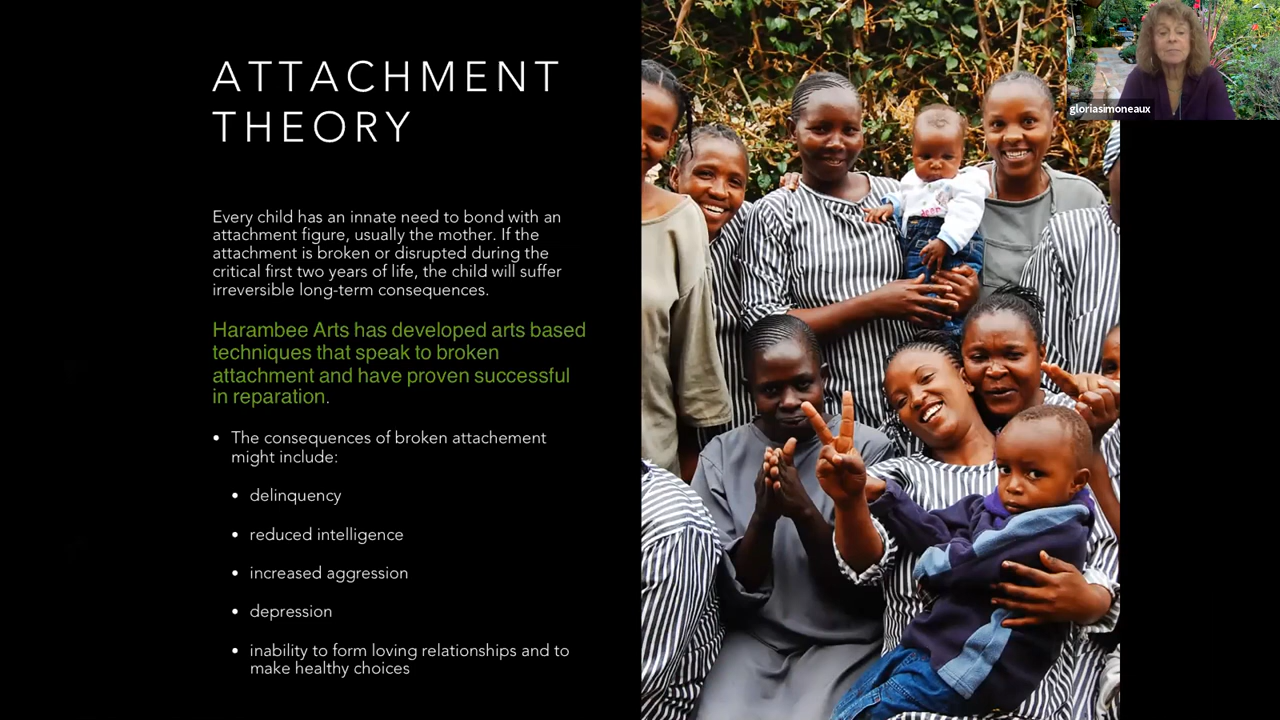 ATTACHMENT
THEORY
Every child has an innate need to bond with an
attachment figure, usually the mother. If the
attachment is broken or disrupted during the
critical first two years of life, the child will suffer
irreversible long-term consequences.
Harambee Arts has developed arts based
techniques that speak to broken
attachment and have proven successful
in reparation.
• The consequences of broken attachement
might include:
• delinquency
• reduced intelligence
• increased aggression
• depression
• inability to form loving relationships and to
make healthy choices
gloriasimoneaux